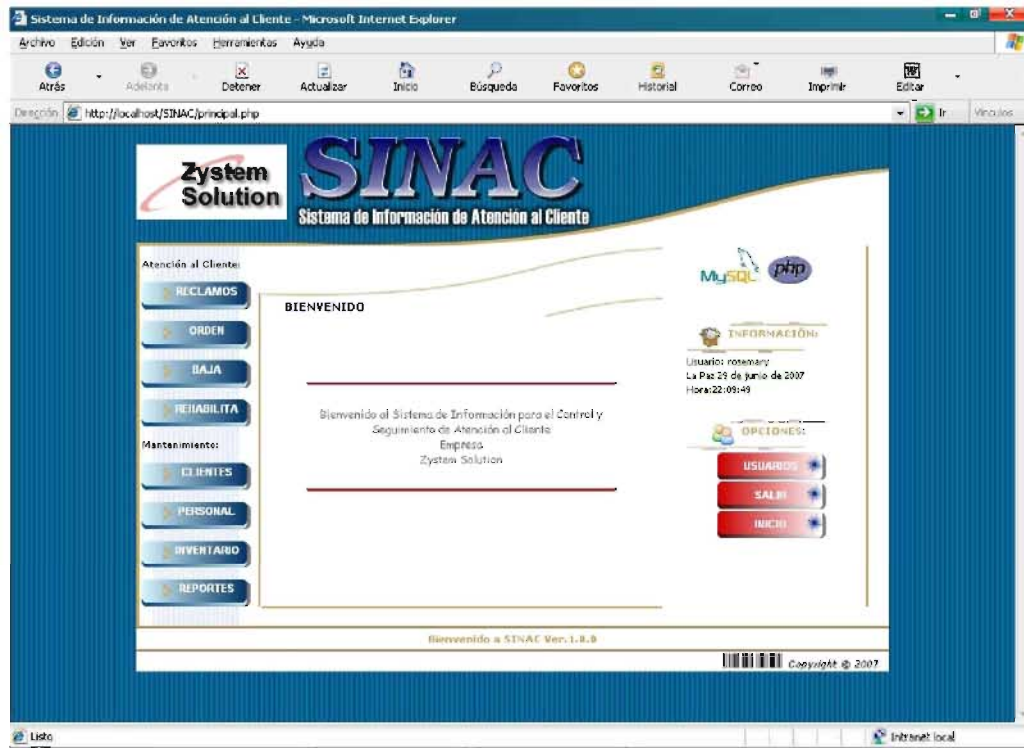 Sistema de Información de Atención al Cliente - Microsoft Internet Explorer
Archivo Edición Ver Favoritos Herramientas Ayuda
Atrás Adelante Detener Actualizar Inicio Búsqueda Favoritos Historial Correo Imprimir Editar
Dirección http://localhost/SINAC/principal.php Ir Vínculos
Zystem
Solution
SINAC
Sistema de Información de Atención al Cliente
Atención al Cliente:
RECLAMOS
ORDEN
BAJA
REHABILITA
Mantenimiento:
CLIENTES
PERSONAL
INVENTARIO
REPORTES
BIENVENIDO
Bienvenido al Sistema de Información para el Control y
Seguimiento de Atención al Cliente
Empresa
Zystem Solution
MySQL php
INFORMACIÓN:
Usuario: rosemary
La Paz 29 de junio de 2007
Hora:22:09:49
OPCIONES:
USUARIOS
SALIR
INICIO
Bienvenido a SINAC Ver.1.0.0
Copyright © 2007
Listo
Intranet local